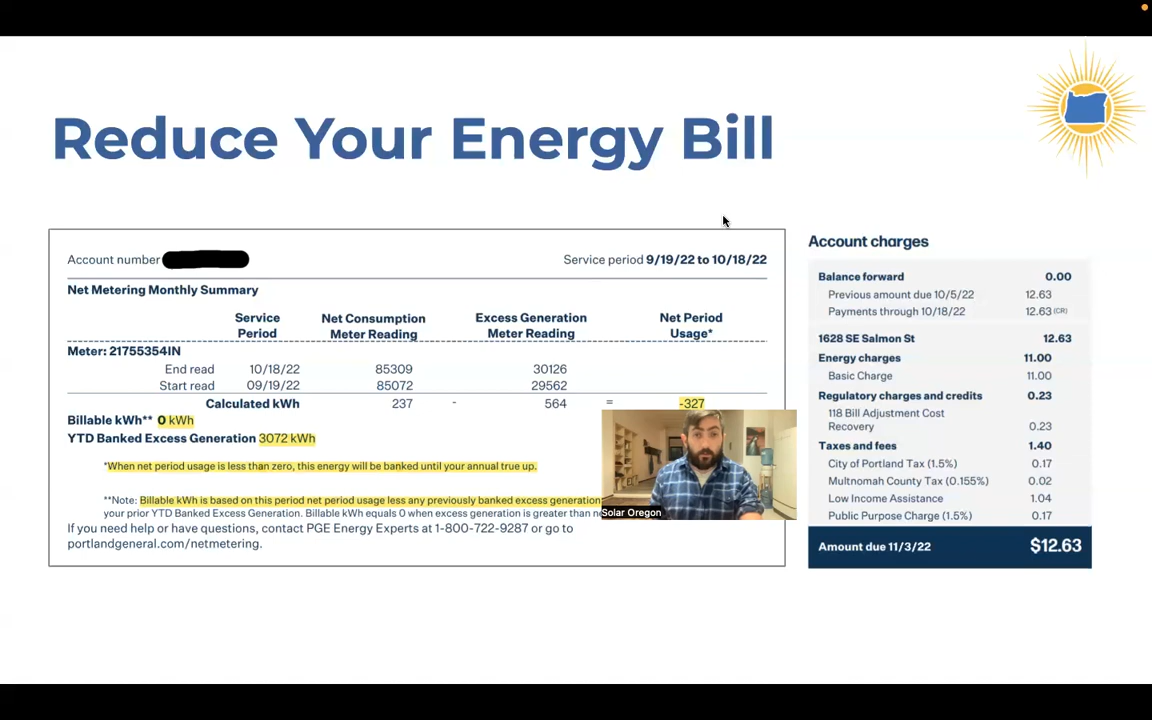 Reduce Your Energy Bill
Account number
Service period 9/19/22 to 10/18/22
Net Metering Monthly Summary
Service Period
Net Consumption Meter Reading
Excess Generation Meter Reading
Net Period Usage*
Meter: 21755354IN
End read 10/18/22 85309 30126
Start read 09/19/22 85072 29562
Calculated kWh 237 - 564 = -327
Billable kWh** 0 kWh
YTD Banked Excess Generation 3072 kWh
*When net period usage is less than zero, this energy will be banked until your annual true up.
**Note: Billable kWh is based on this period net period usage less any previously banked excess generation
your prior YTD Banked Excess Generation. Billable kWh equals 0 when excess generation is greater than
If you need help or have questions, contact PGE Energy Experts at 1-800-722-9287 or go to
portlandgeneral.com/netmetering.
Solar Oregon
Account charges
Balance forward 0.00
Previous amount due 10/5/22 12.63
Payments through 10/18/22 12.63 (CR)
1628 SE Salmon St 12.63
Energy charges 11.00
Basic Charge 11.00
Regulatory charges and credits 0.23
118 Bill Adjustment Cost
Recovery 0.23
Taxes and fees 1.40
City of Portland Tax (1.5%) 0.17
Multnomah County Tax (0.155%) 0.02
Low Income Assistance 1.04
Public Purpose Charge (1.5%) 0.17
Amount due 11/3/22 $12.63